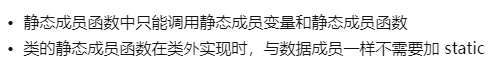 • 静态成员函数中只能调用静态成员变量和静态成员函数
• 类的静态成员函数在类外实现时，与数据成员一样不需要加 static